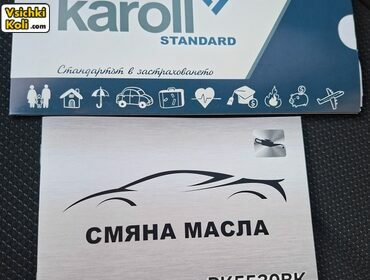 Vsichki
Koli .com
karoll
STANDARD
Стандартът в застраховането
СМЯНА МАСЛА